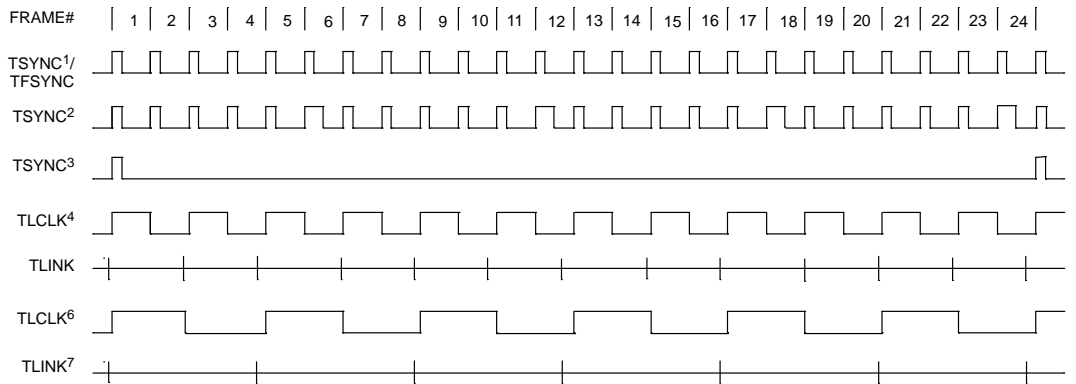 FRAME# 1 2 3 4 5 6 7 8 9 10 11 12 13 14 15 16 17 18 19 20 21 22 23 24
TSYNC1/
TFSYNC
TSYNC2
TSYNC3
TLCLK4
TLINK
TLCLK6
TLINK7